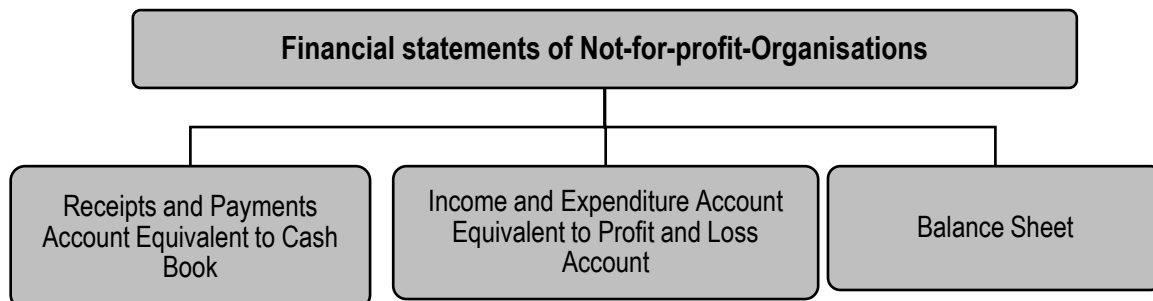 Financial statements of Not-for-profit-Organisations
Receipts and Payments
Account Equivalent to Cash
Book
Income and Expenditure Account
Equivalent to Profit and Loss
Account
Balance Sheet